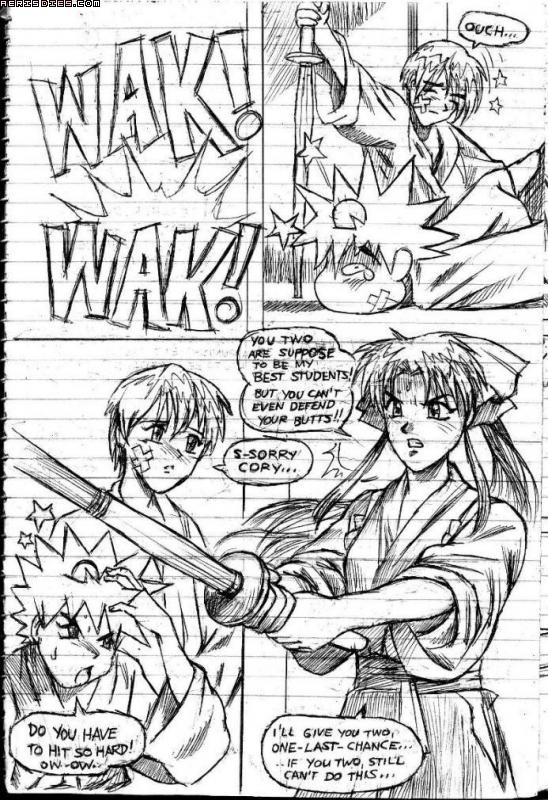 AERISDIES.COM
WAK!
WAK!
OUCH...
YOU TWO
ARE SUPPOSE
TO BE MY
BEST STUDENTS!
BUT YOU CAN'T
EVEN DEFEND
YOUR BUTTS!!
S-SORRY
CORY...
DO YOU HAVE
TO HIT SO HARD!
OW-OW..
I'LL GIVE YOU TWO,
ONE-LAST-CHANCE...
..IF YOU TWO, STILL
CAN'T DO THIS...